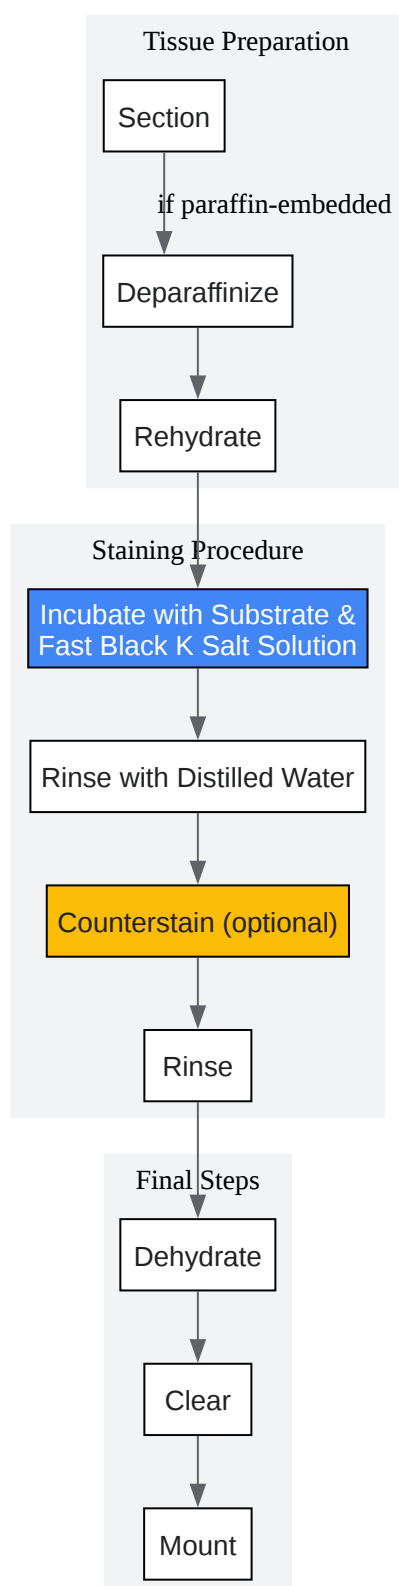 Tissue Preparation
Section
if paraffin-embedded
Deparaffinize
Rehydrate
Staining Procedure
Incubate with Substrate &
Fast Black K Salt Solution
Rinse with Distilled Water
Counterstain (optional)
Rinse
Final Steps
Dehydrate
Clear
Mount